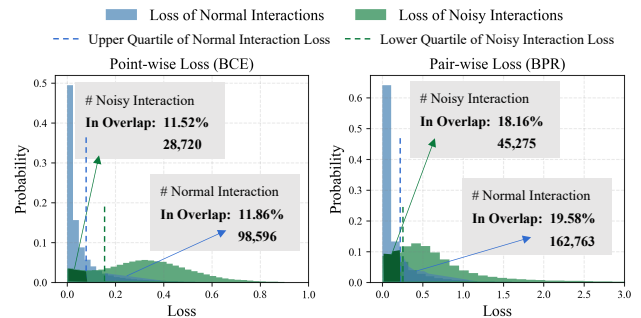 Loss of Normal Interactions
Loss of Noisy Interactions
Upper Quartile of Normal Interaction Loss
Lower Quartile of Noisy Interaction Loss
Point-wise Loss (BCE)
Probability
0.5
0.4
0.3
0.2
0.1
0.0
# Noisy Interaction
In Overlap: 11.52%
28,720
# Normal Interaction
In Overlap: 11.86%
98,596
0.0 0.2 0.4 0.6 0.8 1.0
Loss
Pair-wise Loss (BPR)
Probability
0.6
0.5
0.4
0.3
0.2
0.1
0.0
# Noisy Interaction
In Overlap: 18.16%
45,275
# Normal Interaction
In Overlap: 19.58%
162,763
0.0 0.5 1.0 1.5 2.0 2.5 3.0
Loss